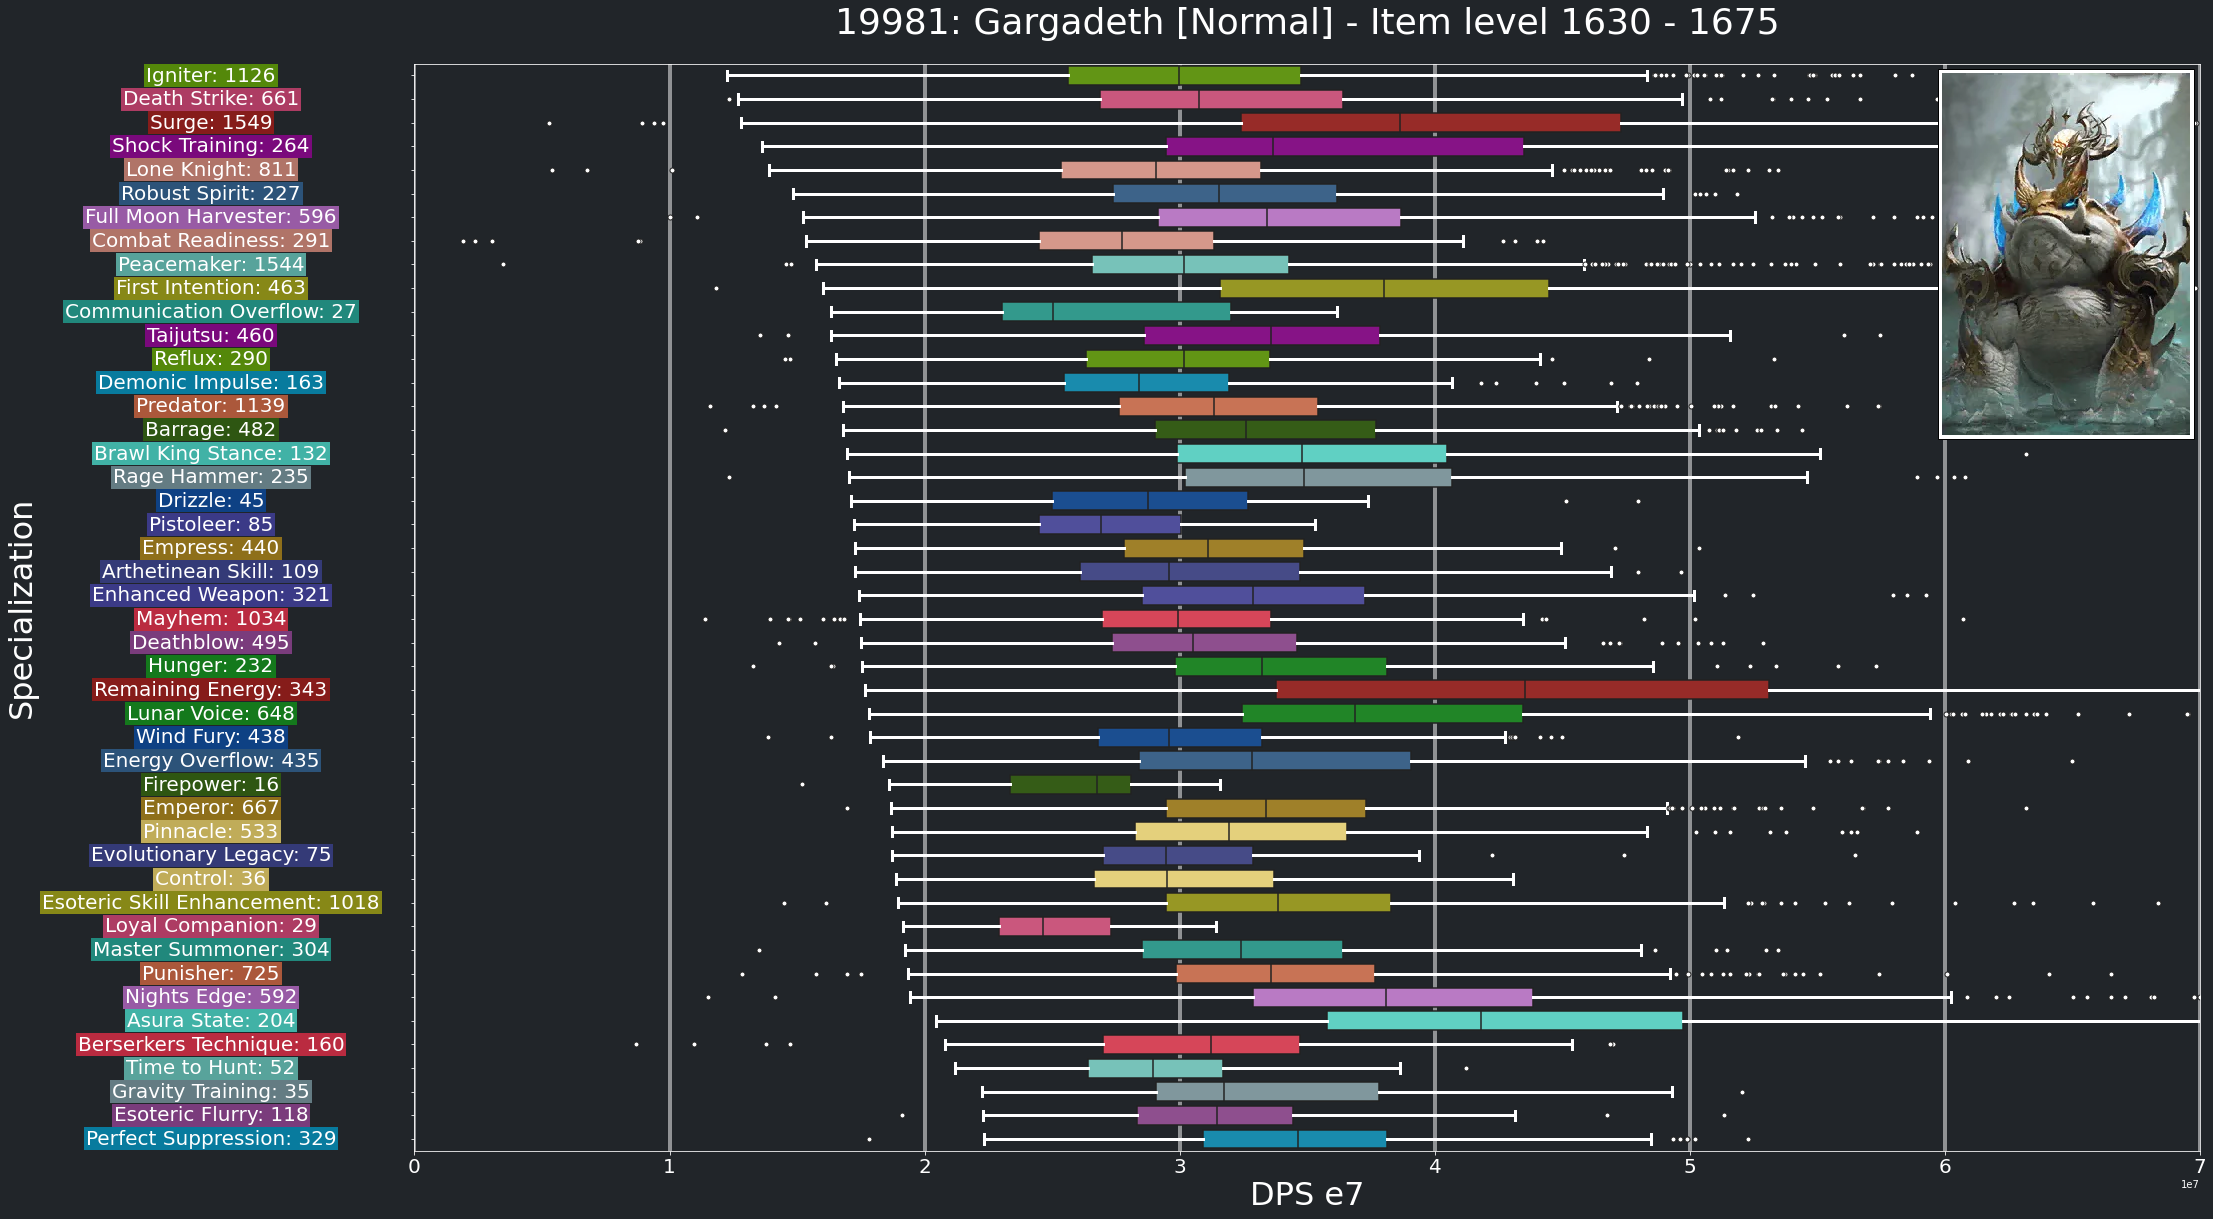 19981: Gargadeth [Normal] - Item level 1630 - 1675
Igniter: 1126
Death Strike: 661
Surge: 1549
Shock Training: 264
Lone Knight: 811
Robust Spirit: 227
Full Moon Harvester: 596
Combat Readiness: 291
Peacemaker: 1544
First Intention: 463
Communication Overflow: 27
Taijutsu: 460
Reflux: 290
Demonic Impulse: 163
Predator: 1139
Barrage: 482
Brawl King Stance: 132
Rage Hammer: 235
Drizzle: 45
Pistoleer: 85
Empress: 440
Arthetinean Skill: 109
Enhanced Weapon: 321
Mayhem: 1034
Deathblow: 495
Hunger: 232
Remaining Energy: 343
Lunar Voice: 648
Wind Fury: 438
Energy Overflow: 435
Firepower: 16
Emperor: 667
Pinnacle: 533
Evolutionary Legacy: 75
Control: 36
Esoteric Skill Enhancement: 1018
Loyal Companion: 29
Master Summoner: 304
Punisher: 725
Nights Edge: 592
Asura State: 204
Berserkers Technique: 160
Time to Hunt: 52
Gravity Training: 35
Esoteric Flurry: 118
Perfect Suppression: 329
Specialization
0 1 2 3 4 5 6 7
1e7
DPS e7